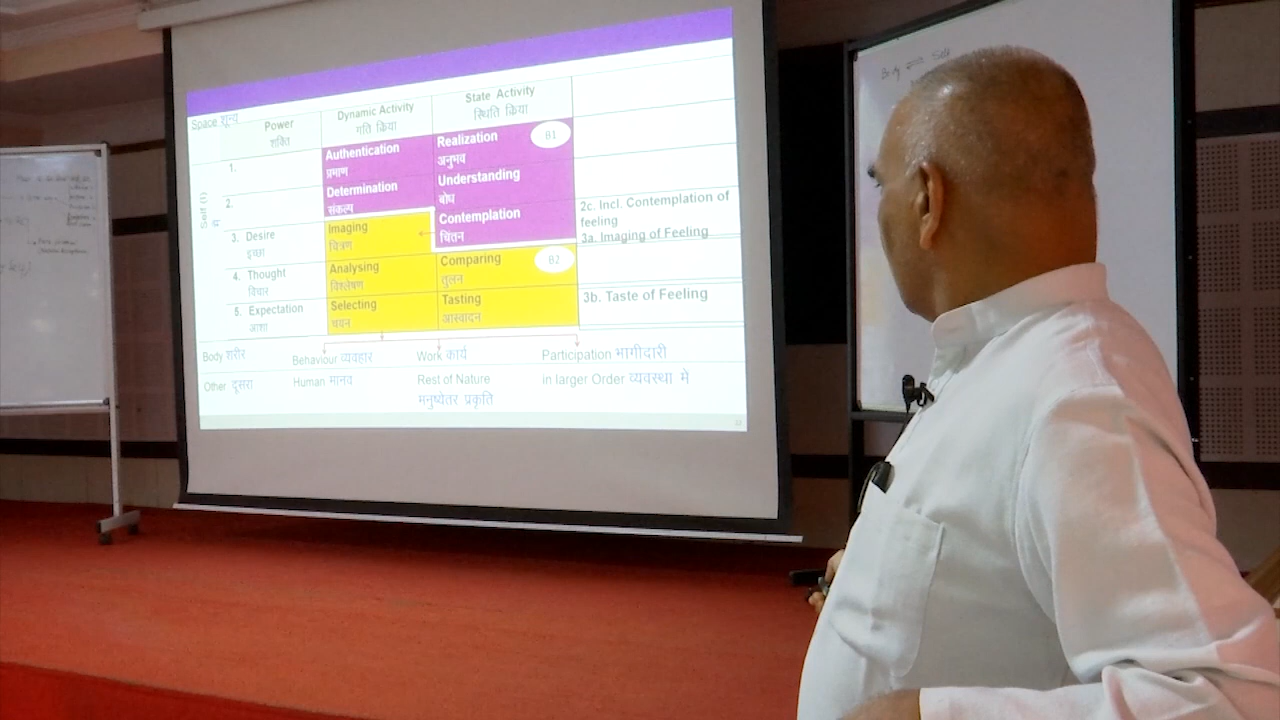 Space शून्य
Power
शक्ति
Dynamic Activity
गति क्रिया
State Activity
स्थिति क्रिया
Self (I)
1.
Authentication
प्रमाण
Realization
अनुभव
B1
2.
Determination
संकल्प
Understanding
बोध
3. Desire
इच्छा
Imaging
चित्रण
Contemplation
चिंतन
2c. Incl. Contemplation of
feeling
3a. Imaging of Feeling
4. Thought
विचार
Analysing
विश्लेषण
Comparing
तुलन
B2
5. Expectation
आशा
Selecting
चयन
Tasting
आस्वादन
3b. Taste of Feeling
Body शरीर
Behaviour व्यवहार
Work कार्य
Participation भागीदारी
Other दूसरा
Human मानव
Rest of Nature
मनुष्येतर प्रकृति
in larger Order व्यवस्था में
Body
Self